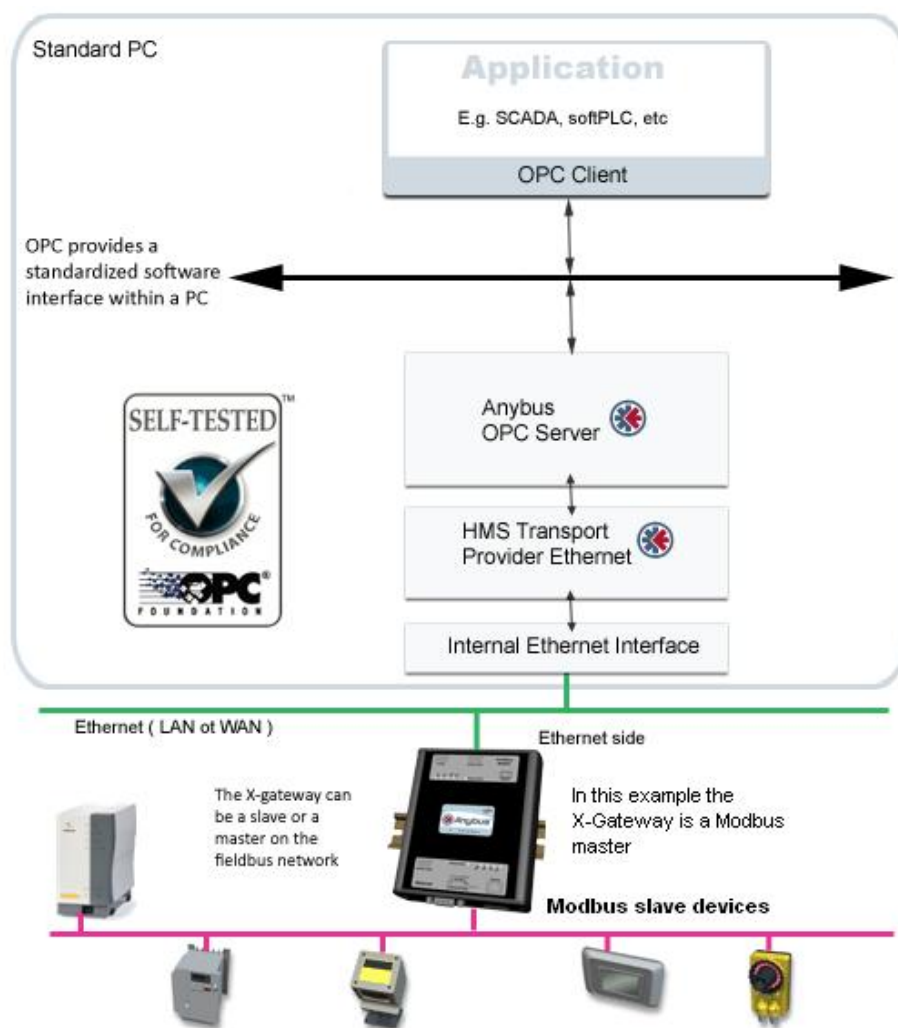 Standard PC
Application
E.g. SCADA, softPLC, etc
OPC Client
OPC provides a
standardized software
interface within a PC
SELF-TESTED™
FOR COMPLIANCE
OPC®
FOUNDATION
Anybus
OPC Server
HMS Transport
Provider Ethernet
Internal Ethernet Interface
Ethernet ( LAN ot WAN )
Ethernet side
The X-gateway can
be a slave or a
master on the
fieldbus network
Anybus
In this example the
X-Gateway is a Modbus
master
Modbus slave devices